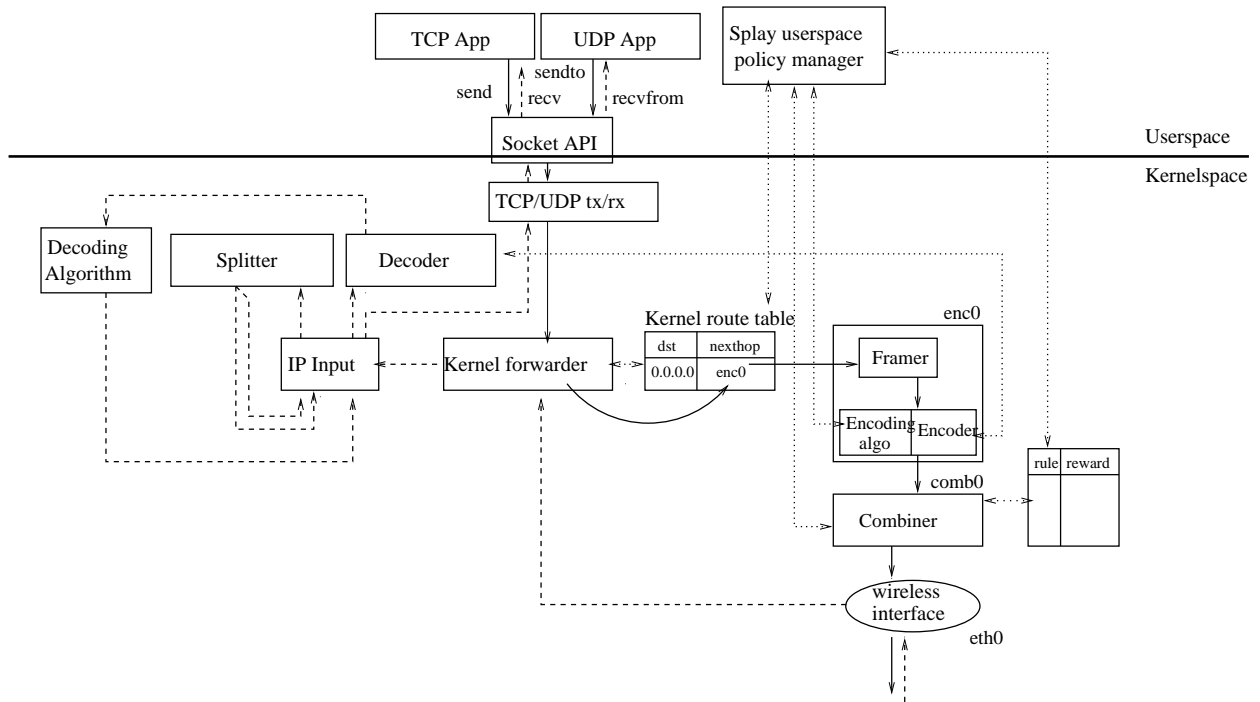 TCP App
UDP App
Splay userspace
policy manager
send
recv
sendto
recvfrom
Socket API
Userspace
Kernelspace
TCP/UDP tx/rx
Decoding
Algorithm
Splitter
Decoder
IP Input
Kernel forwarder
Kernel route table
dst
nexthop
0.0.0.0
enc0
enc0
Framer
Encoding
algo
Encoder
comb0
Combiner
rule
reward
wireless
interface
eth0